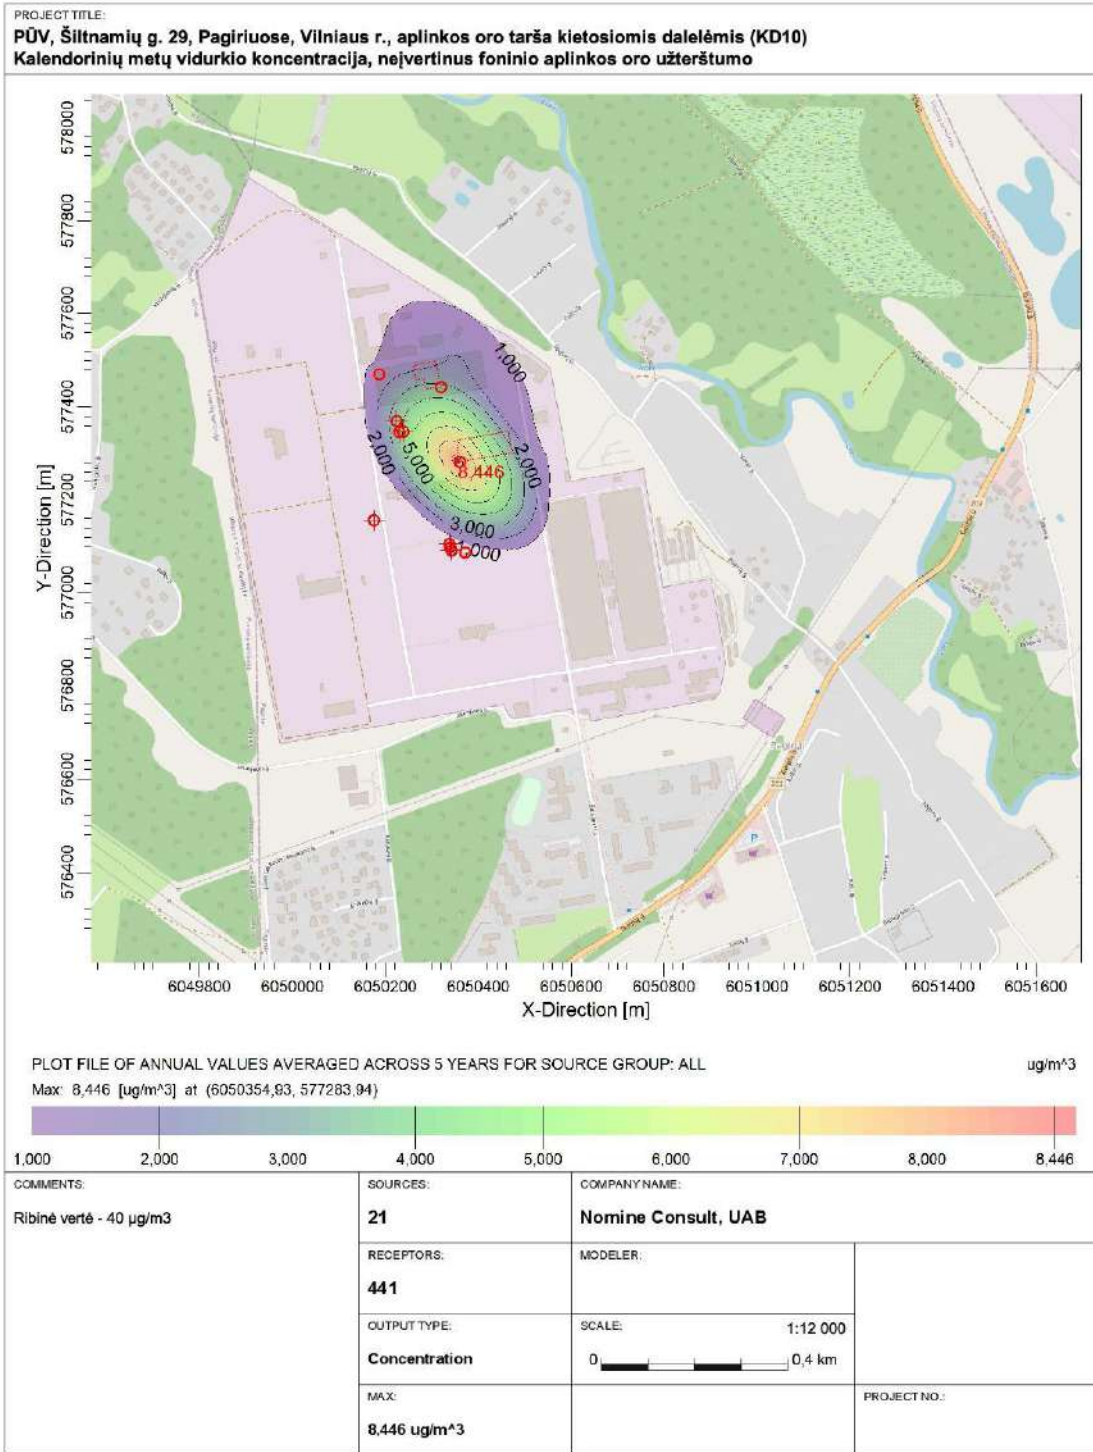 PROJECT TITLE:
PŪV, Šiltnamių g. 29, Pagiriuose, Vilniaus r., aplinkos oro tarša kietosiomis dalelėmis (KD10)
Kalendorinių metų vidurkio koncentracija, neįvertinus foninio aplinkos oro užterštumo
Y-Direction [m]
578000
577800
577600
577400
577200
577000
576800
576600
576400
1,000
2,000
2,000
5,000
8,446
3,000
1,000
P
6049800 6050000 6050200 6050400 6050600 6050800 6051000 6051200 6051400 6051600
X-Direction [m]
PLOT FILE OF ANNUAL VALUES AVERAGED ACROSS 5 YEARS FOR SOURCE GROUP: ALL ug/m^3
Max: 8,446 [ug/m^3] at (6050354,93, 577283,94)
1,000 2,000 3,000 4,000 5,000 6,000 7,000 8,000 8,446
COMMENTS:
Ribinė vertė - 40 µg/m3
SOURCES:
21
COMPANY NAME:
Nomine Consult, UAB
RECEPTORS:
441
MODELER:
OUTPUT TYPE:
Concentration
SCALE: 1:12 000
0 0,4 km
MAX:
8,446 ug/m^3
PROJECT NO.: